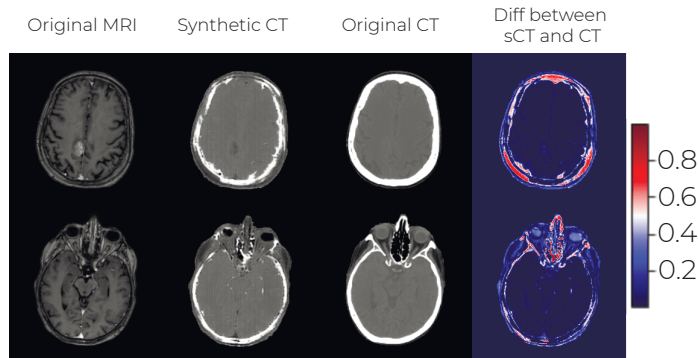 Original MRI
Synthetic CT
Original CT
Diff between
sCT and CT
0.8
0.6
0.4
0.2